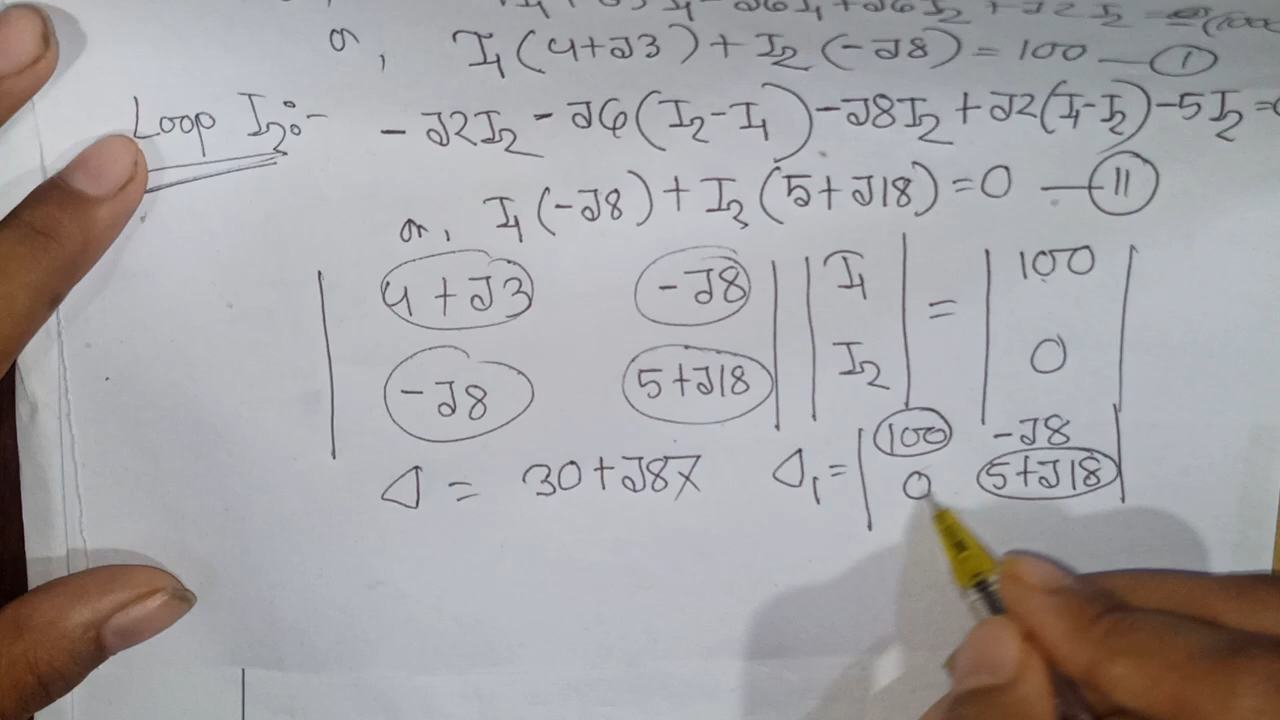 or, I₁(4+J3)+I₂(-J8)=100 —(I)
Loop I₂:- -J2I₂-J6(I₂-I₁)-J8I₂+J2(I₁-I₂)-5I₂=0
or, I₁(-J8)+I₂(5+J18)=0 —(II)
| 4+J3 -J8 | | I₁ | = | 100 |
| -J8 5+J18 | | I₂ | | 0 |
Δ = 30+J87 Δ₁= | 100 -J8 |
| 0 5+J18 |